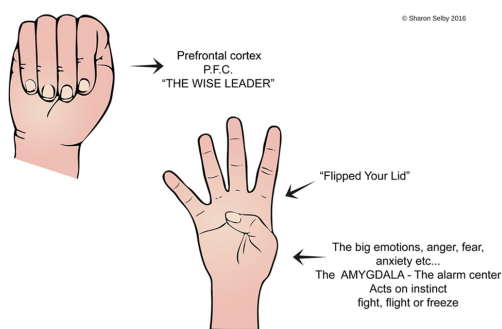 © Sharon Selby 2016
Prefrontal cortex
P.F.C.
“THE WISE LEADER”
“Flipped Your Lid”
The big emotions, anger, fear,
anxiety etc...
The AMYGDALA - The alarm center
Acts on instinct
fight, flight or freeze